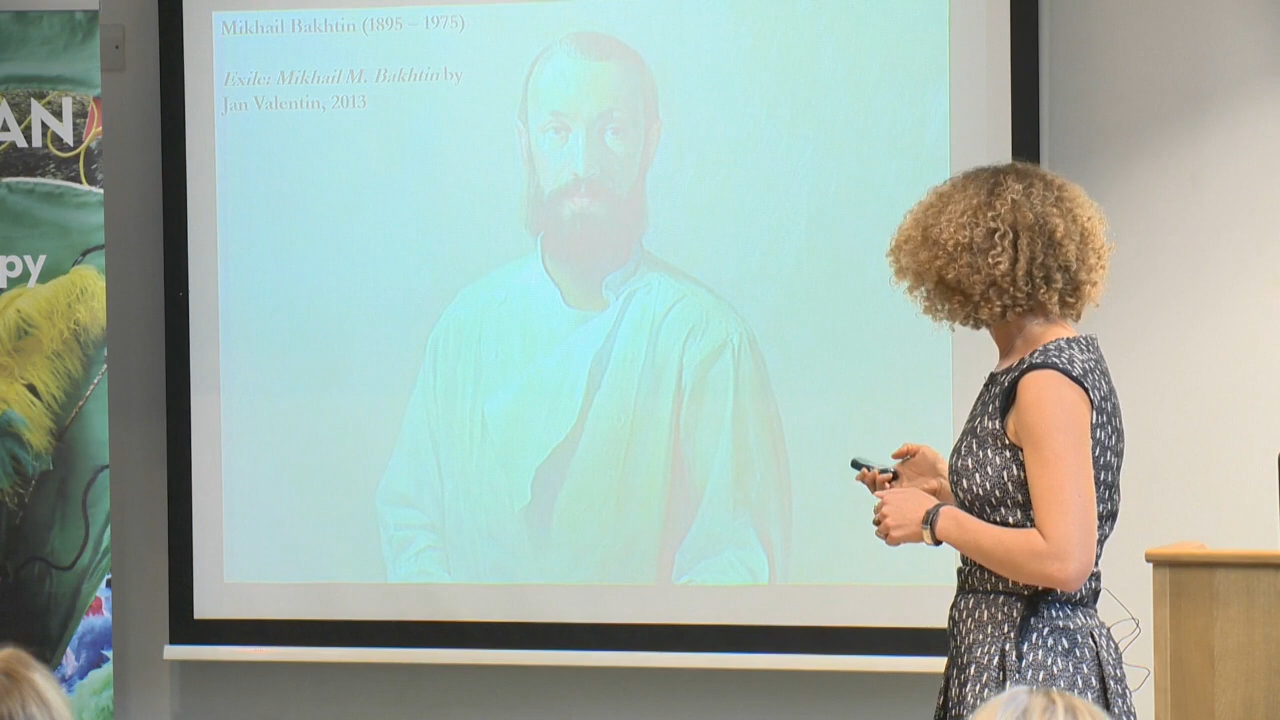 Mikhail Bakhtin (1895 – 1975)
Exile: Mikhail M. Bakhtin by
Jan Valentin, 2013
AN
py